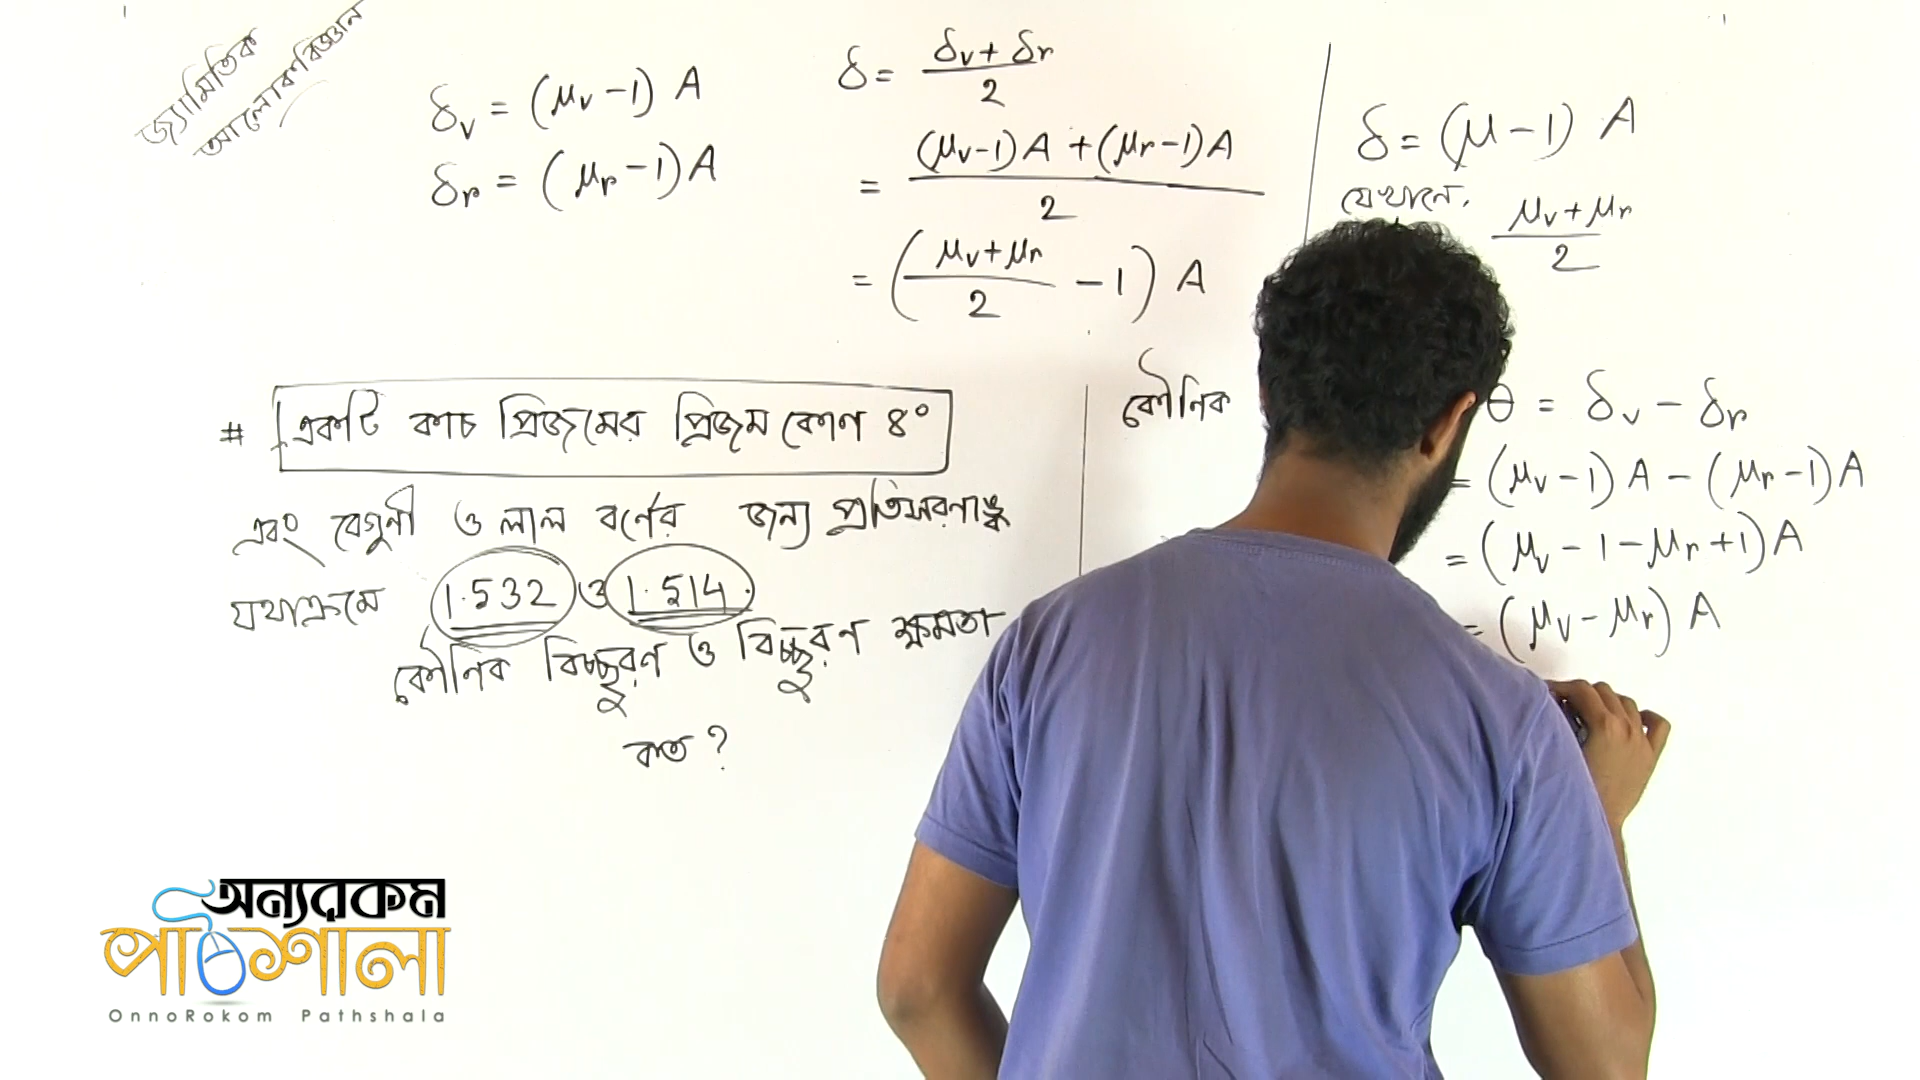 জ্যামিতিক
আলোকবিজ্ঞান
δv = (μv - 1) A
δr = (μr - 1) A
δ = (δv + δr)/2
= ((μv-1) A + (μr-1) A)/2
= ((μv + μr)/2 - 1) A
δ = (μ - 1) A
যেখানে,
(μv + μr)/2
# একটি কাচ প্রিজমের প্রিজম কোণ ৪°
এবং বেগুনী ও লাল বর্ণের জন্য প্রতিসরণাঙ্ক
যথাক্রমে 1.532 ও 1.514.
কৌনিক বিচ্ছুরণ ও বিচ্ছুরণ ক্ষমতা
কত ?
কৌনিক
θ = δv - δr
= (μv - 1) A - (μr - 1) A
= (μv - 1 - μr + 1) A
= (μv - μr) A
অন্যরকম
পাঠশালা
OnnoRokom Pathshala